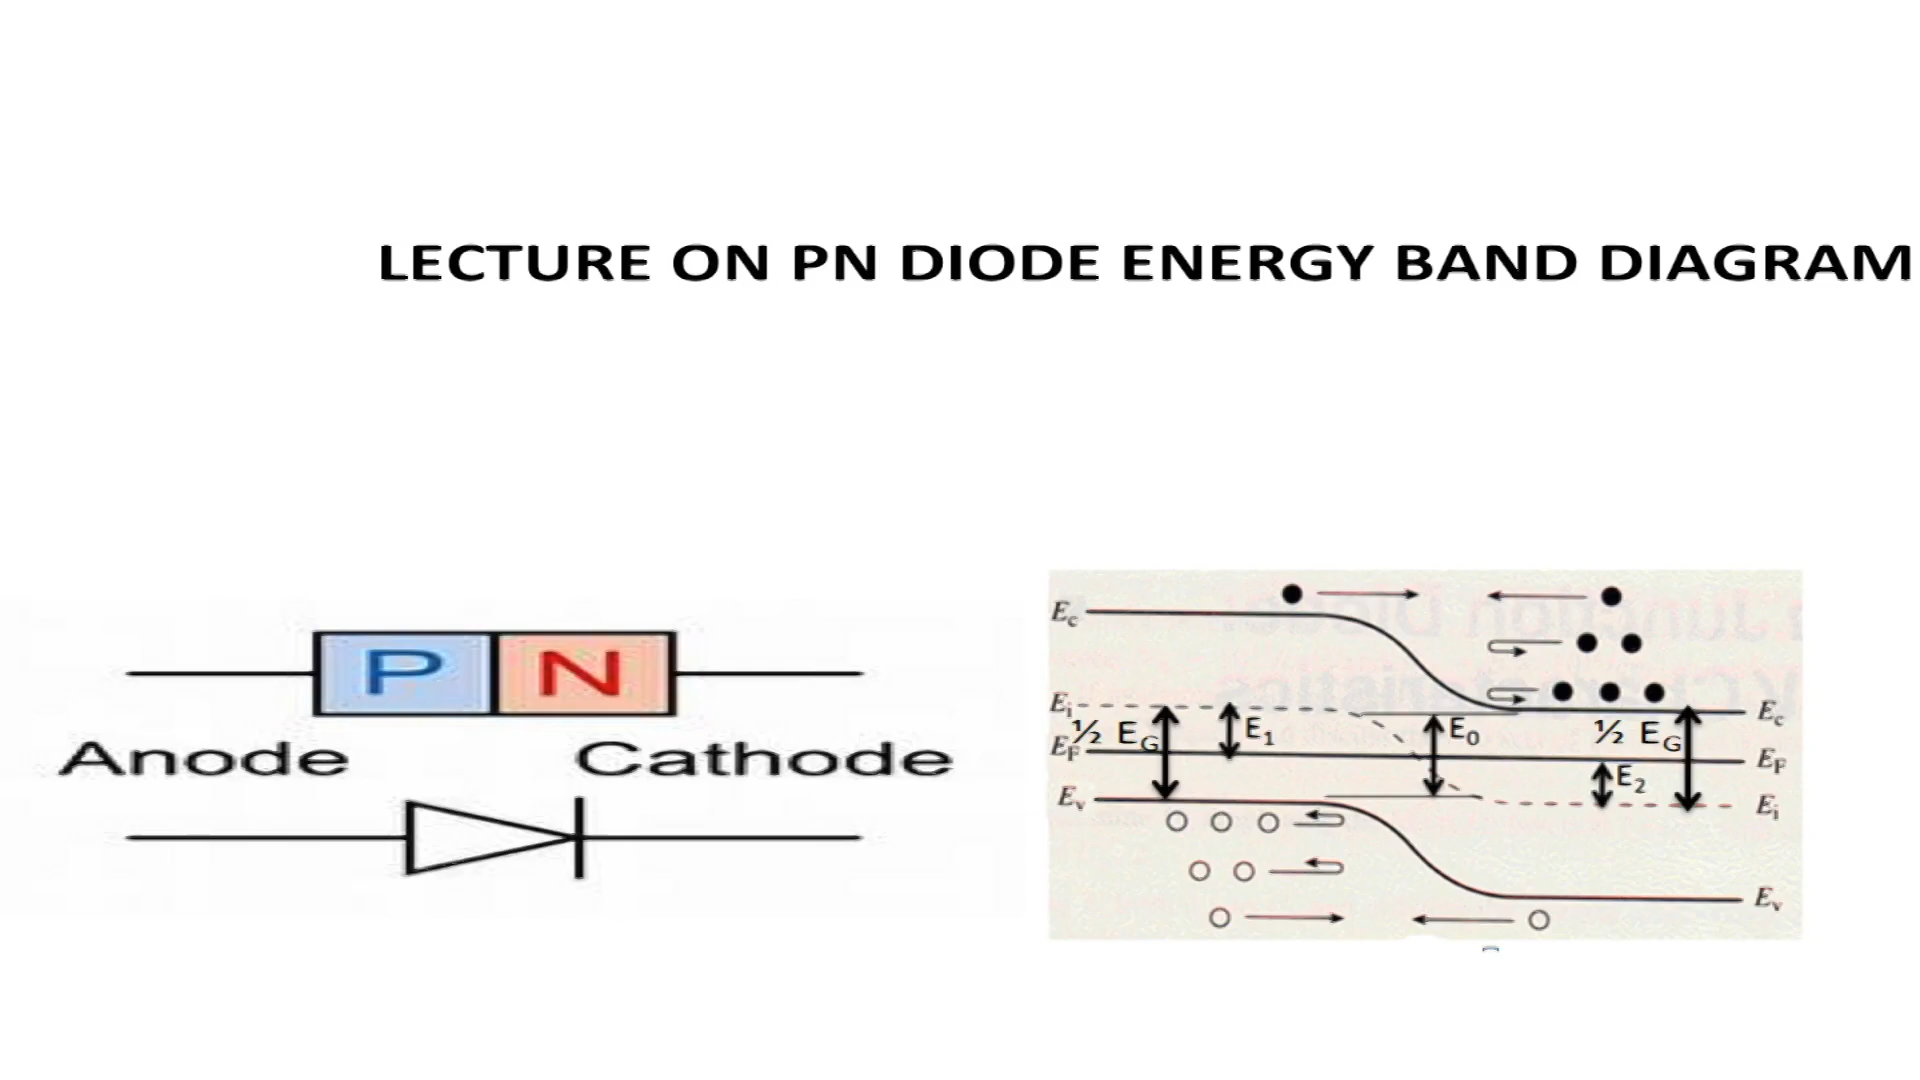 LECTURE ON PN DIODE ENERGY BAND DIAGRAM
P N
Anode Cathode
Ec
Ei
½ EG
E1
E0
½ EG
Ec
EF
EF
E2
Ev
Ei
Ev